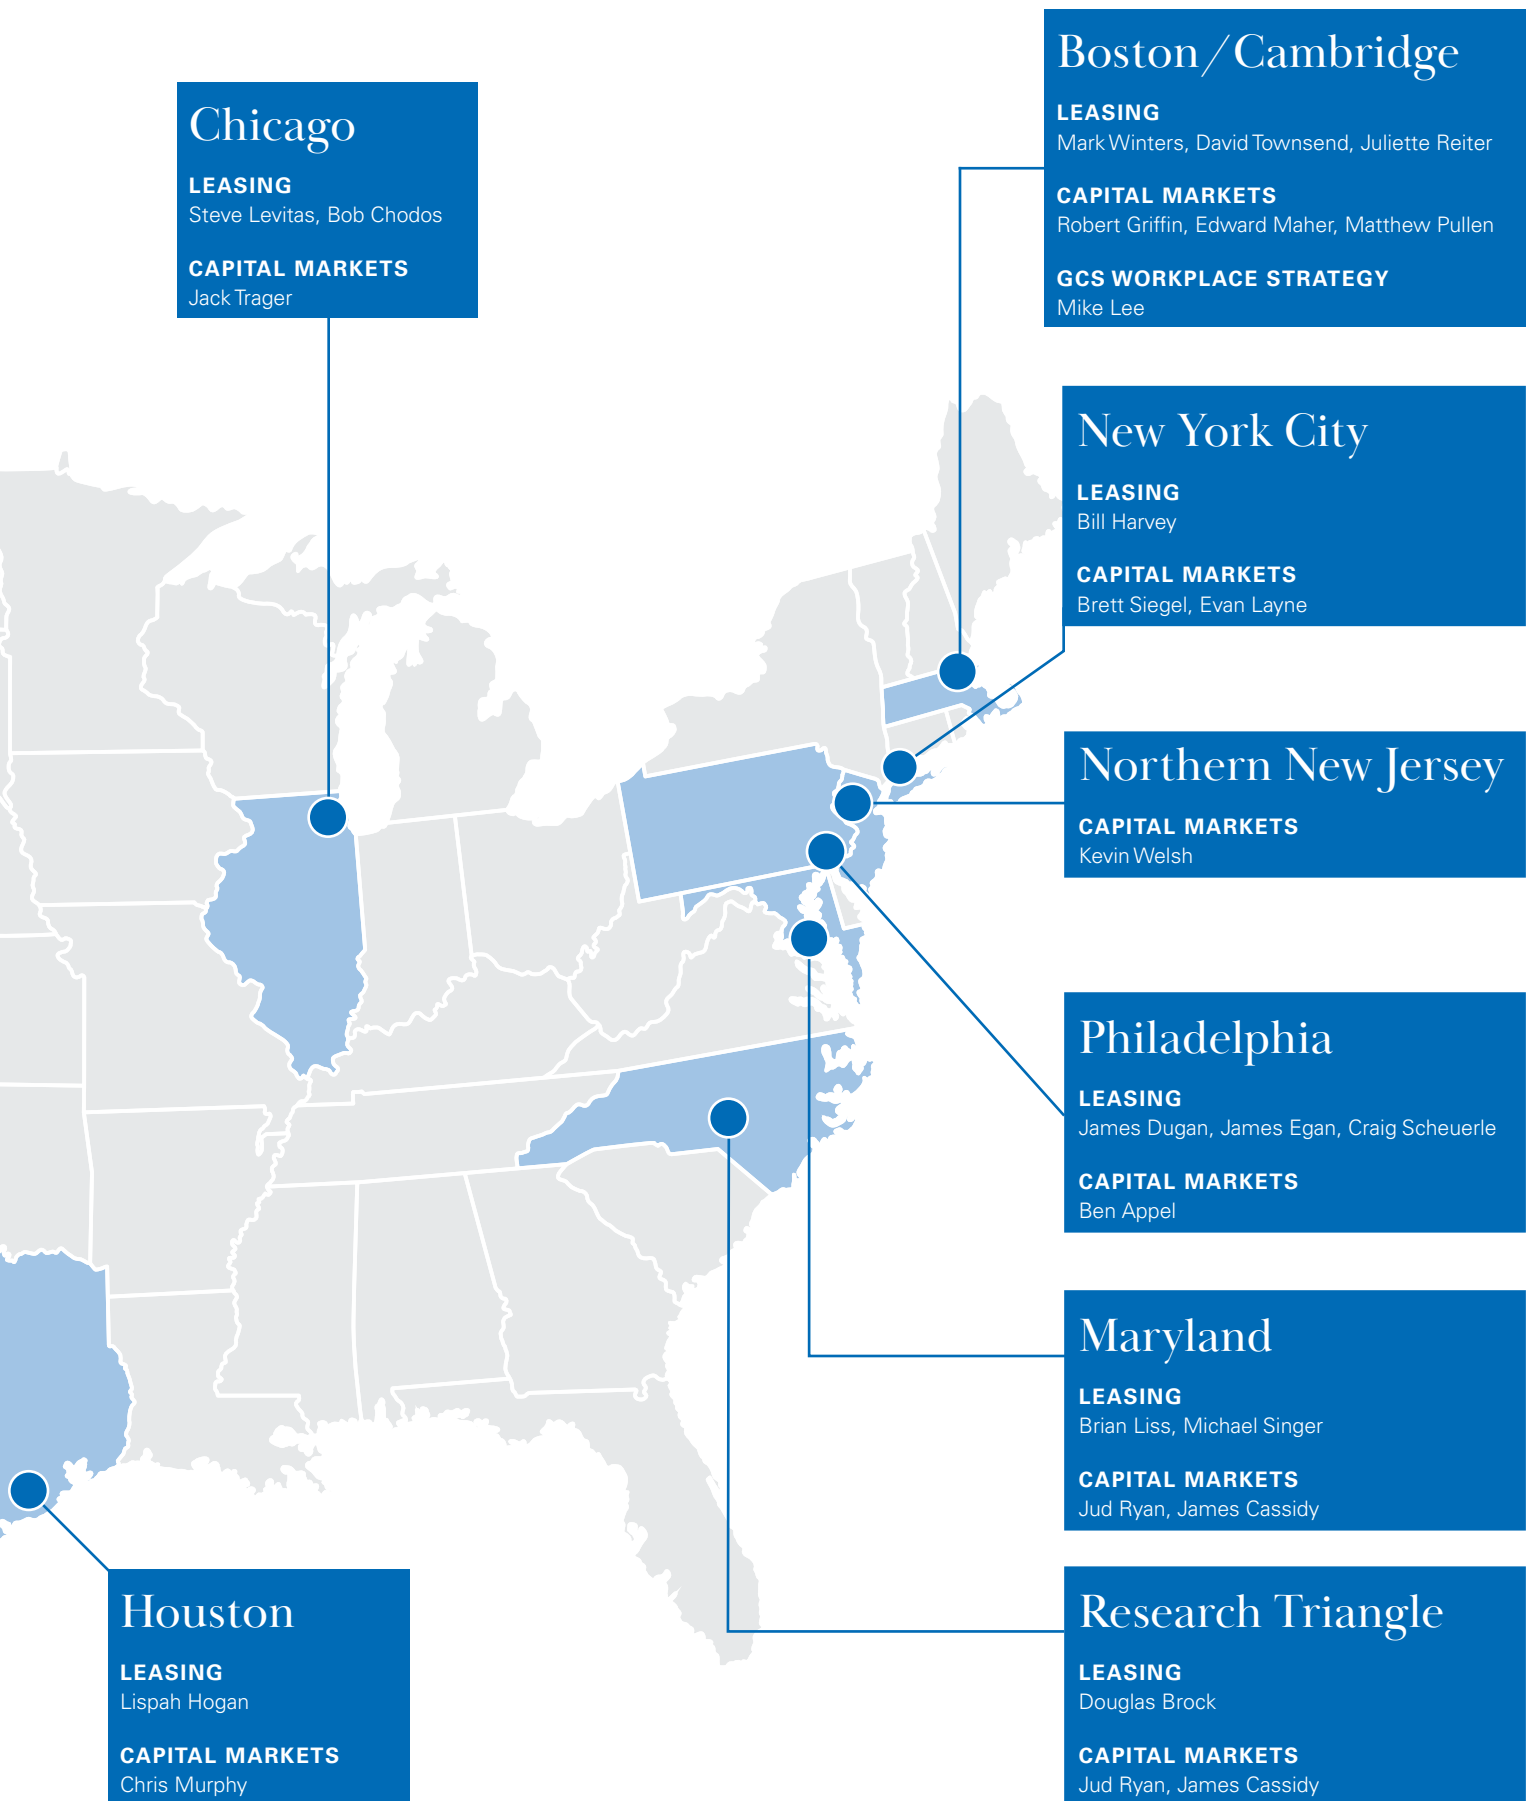 Chicago
LEASING
Steve Levitas, Bob Chodos
CAPITAL MARKETS
Jack Trager
Boston/Cambridge
LEASING
Mark Winters, David Townsend, Juliette Reiter
CAPITAL MARKETS
Robert Griffin, Edward Maher, Matthew Pullen
GCS WORKPLACE STRATEGY
Mike Lee
New York City
LEASING
Bill Harvey
CAPITAL MARKETS
Brett Siegel, Evan Layne
Northern New Jersey
CAPITAL MARKETS
Kevin Welsh
Philadelphia
LEASING
James Dugan, James Egan, Craig Scheuerle
CAPITAL MARKETS
Ben Appel
Maryland
LEASING
Brian Liss, Michael Singer
CAPITAL MARKETS
Jud Ryan, James Cassidy
Houston
LEASING
Lispah Hogan
CAPITAL MARKETS
Chris Murphy
Research Triangle
LEASING
Douglas Brock
CAPITAL MARKETS
Jud Ryan, James Cassidy